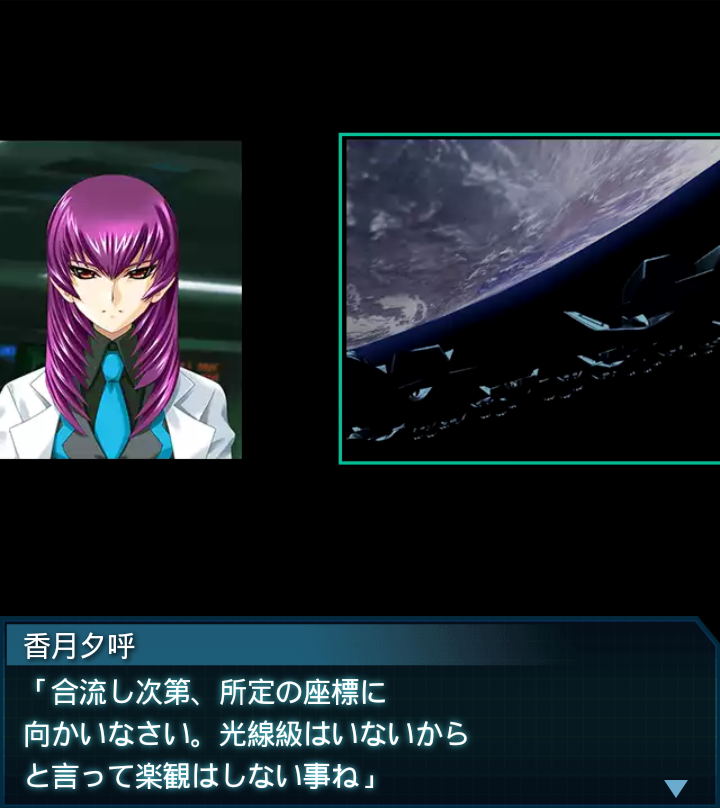 香月夕呼
「合流し次第、所定の座標に
向かいなさい。光線級はいないから
と言って楽観はしない事ね」